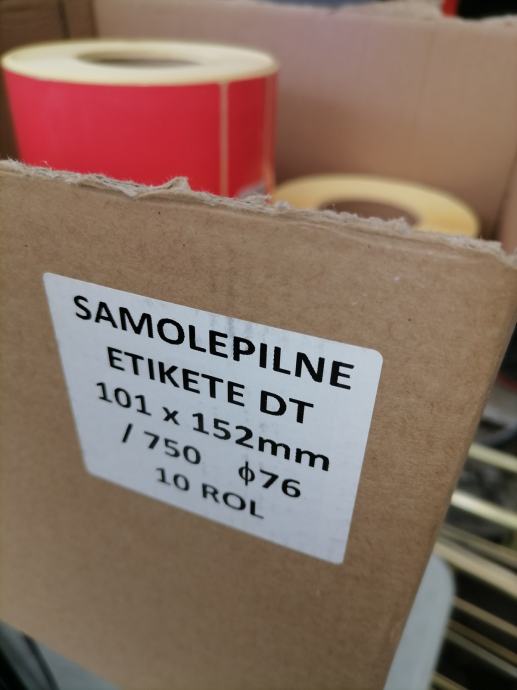 SAMOLEPILNE
ETIKETE DT
101 x 152mm
/ 750 ϕ76
10 ROL